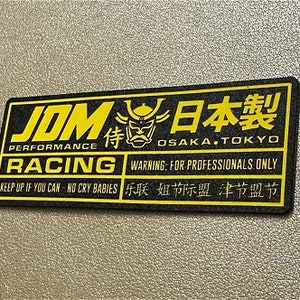 JDM 侍 日本製
PERFORMANCE OSAKA.TOKYO
RACING WARNING: FOR PROFESSIONALS ONLY
KEEP UP IF YOU CAN - NO CRY BABIES 乐联 姐节际盟 津节盟节